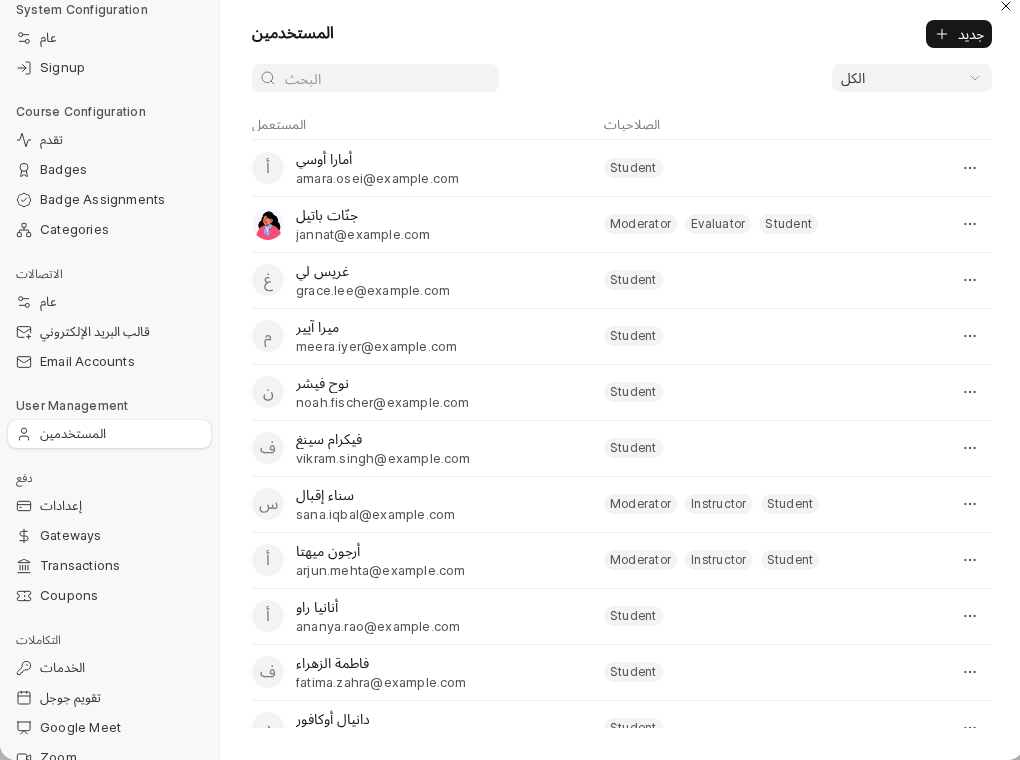 System Configuration
عام
Signup
Course Configuration
تقدم
Badges
Badge Assignments
Categories
الاتصالات
عام
قالب البريد الإلكتروني
Email Accounts
User Management
المستخدمين
دفع
إعدادات
Gateways
Transactions
Coupons
التكاملات
الخدمات
تقويم جوجل
Google Meet
Zoom
المستخدمين
جديد
البحث
الكل
المستعمل الصلاحيات
أ أمارا أوسي
amara.osei@example.com
Student
جنّات باتيل
jannat@example.com
Moderator Evaluator Student
غ غريس لي
grace.lee@example.com
Student
م ميرا آيير
meera.iyer@example.com
Student
ن نوح فيشر
noah.fischer@example.com
Student
ف فيكرام سينغ
vikram.singh@example.com
Student
س سناء إقبال
sana.iqbal@example.com
Moderator Instructor Student
أ أرجون ميهتا
arjun.mehta@example.com
Moderator Instructor Student
أ أنانيا راو
ananya.rao@example.com
Student
ف فاطمة الزهراء
fatima.zahra@example.com
Student
د دانيال أوكافور
Student